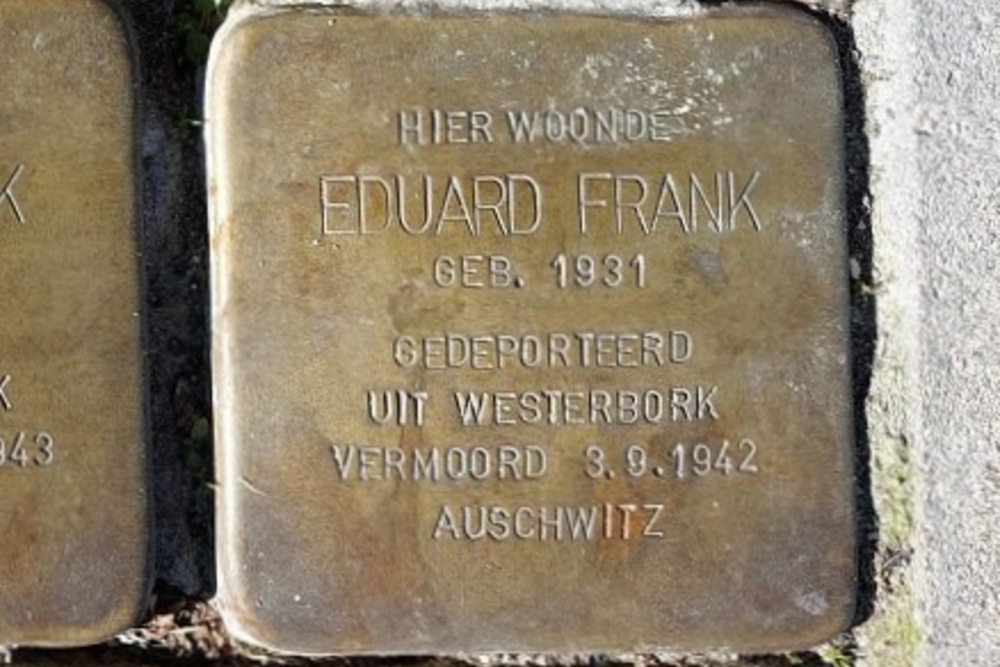 HIER WOONDE
EDUARD FRANK
GEB. 1931
GEDEPORTEERD
UIT WESTERBORK
VERMOORD 3.9.1942
AUSCHWITZ